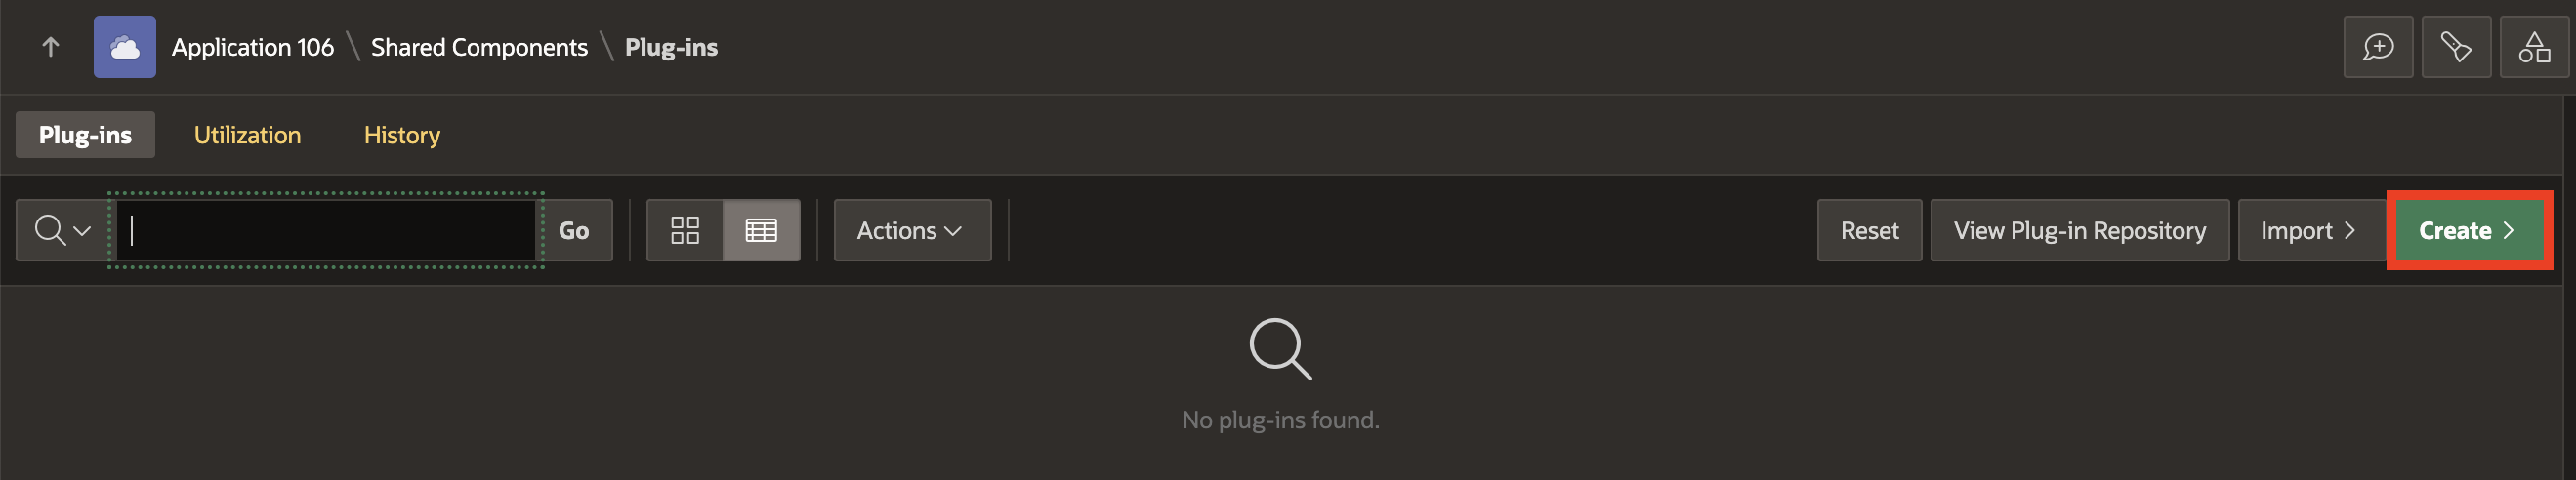 Application 106 \ Shared Components \ Plug-ins
Plug-ins Utilization History
Go Actions Reset View Plug-in Repository Import > Create >
No plug-ins found.